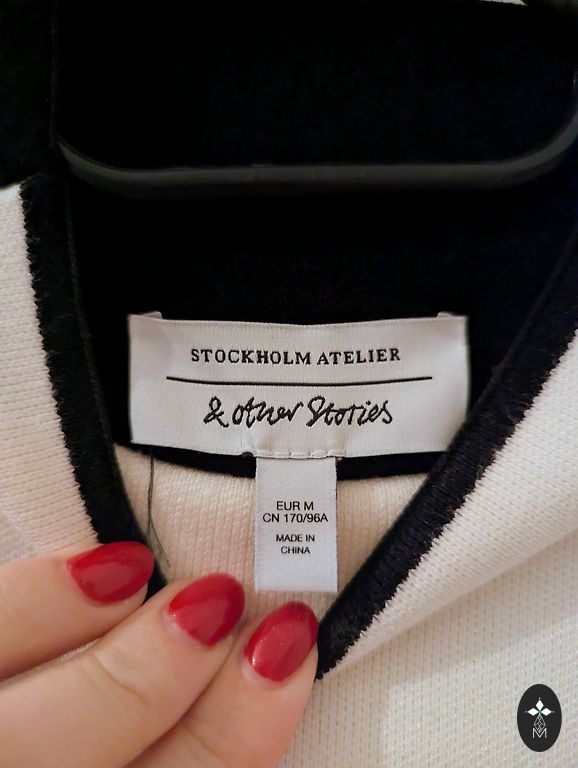 STOCKHOLM ATELIER
& Other Stories
EUR M
CN 170/96A
MADE IN
CHINA
M